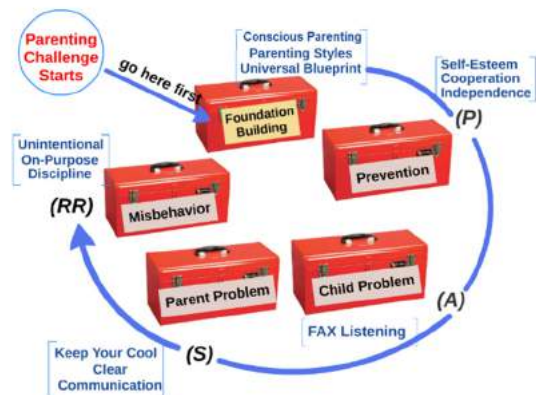 Parenting
Challenge
Starts
go here first
Conscious Parenting
Parenting Styles
Universal Blueprint
Foundation
Building
Self-Esteem
Cooperation
Independence
(P)
Prevention
Unintentional
On-Purpose
Discipline
(RR)
Misbehavior
Parent Problem
Child Problem
(A)
FAX Listening
(S)
Keep Your Cool
Clear
Communication